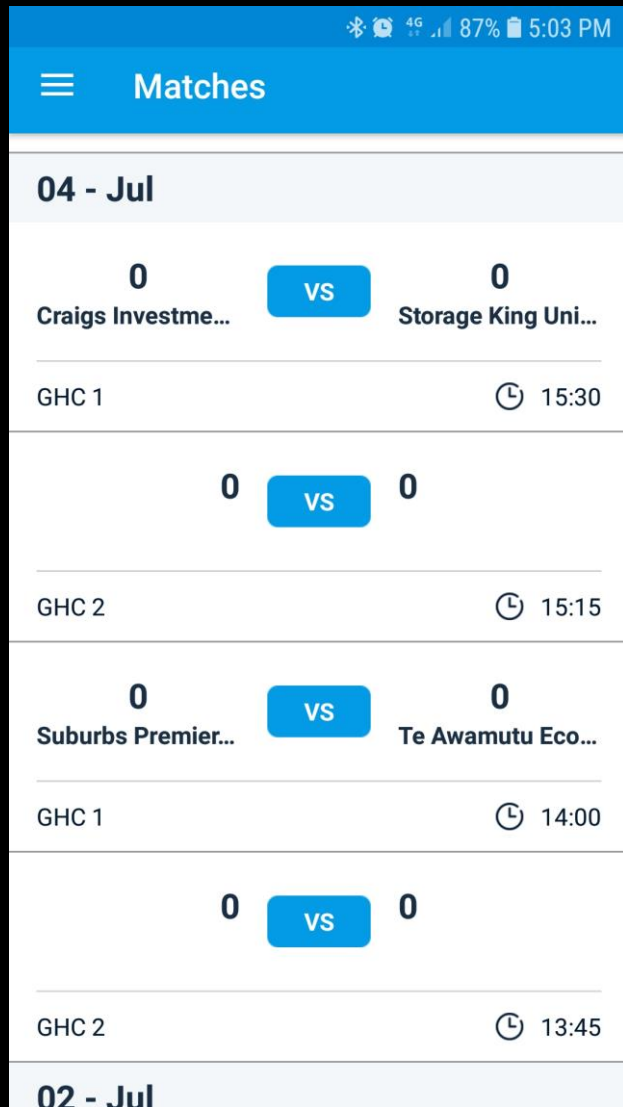 4G 87% 5:03 PM
Matches
04 - Jul
0 VS 0
Craigs Investme... Storage King Uni...
GHC 1 15:30
0 VS 0
GHC 2 15:15
0 VS 0
Suburbs Premier... Te Awamutu Eco...
GHC 1 14:00
0 VS 0
GHC 2 13:45
02 - Jul